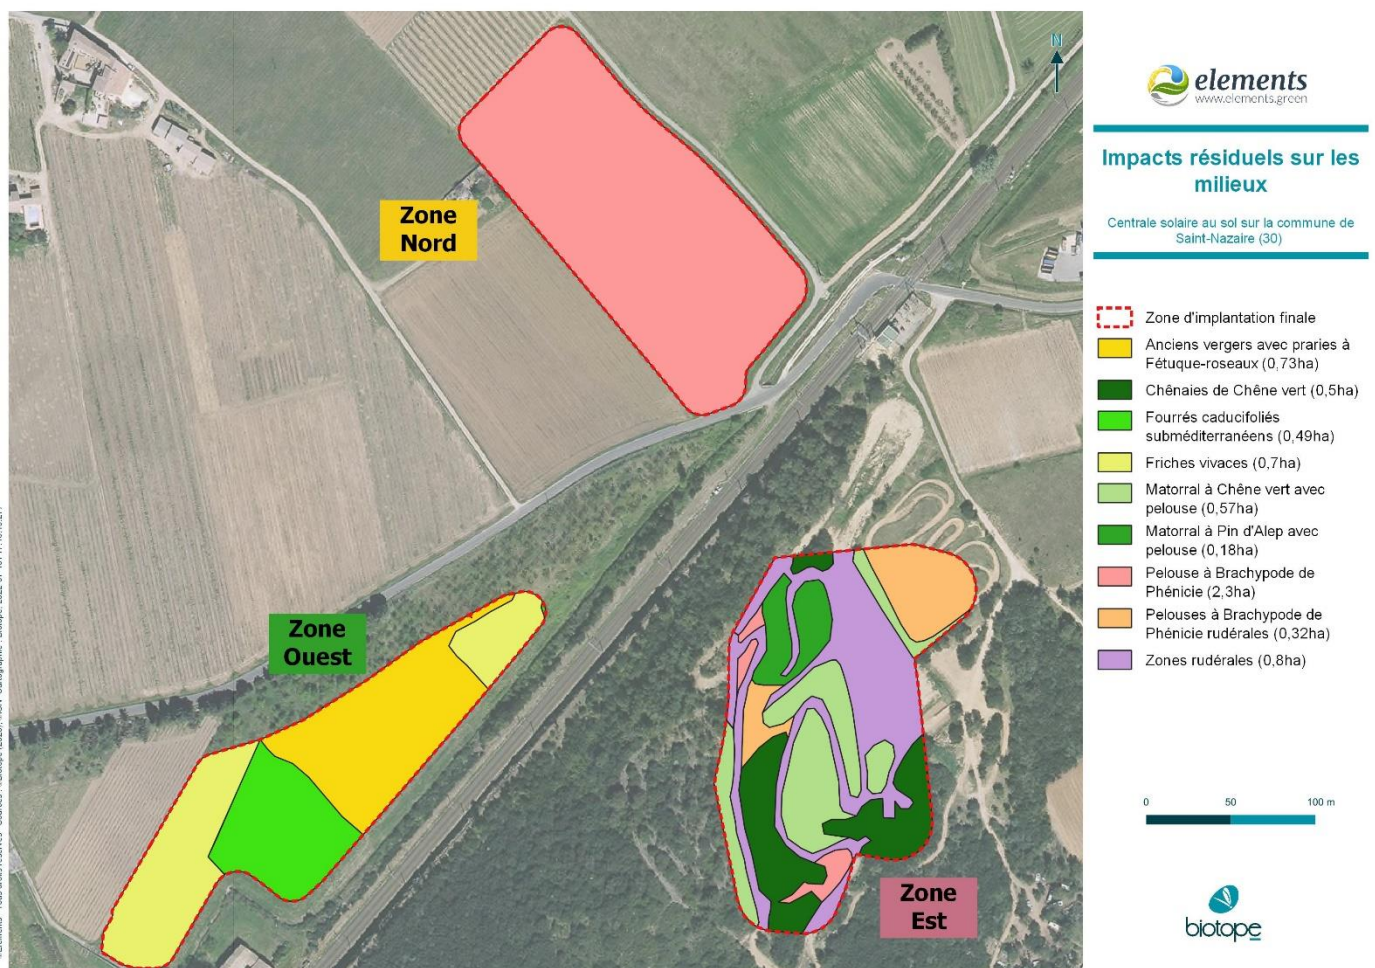 N
elements
www.elements.green
Impacts résiduels sur les
milieux
Centrale solaire au sol sur la commune de
Saint-Nazaire (30)
Zone
Nord
Zone
Ouest
Zone
Est
Zone d'implantation finale
Anciens vergers avec praries à
Fétuque-roseaux (0,73ha)
Chênaies de Chêne vert (0,5ha)
Fourrés caducifoliés
subméditerranéens (0,49ha)
Friches vivaces (0,7ha)
Matorral à Chêne vert avec
pelouse (0,57ha)
Matorral à Pin d'Alep avec
pelouse (0,18ha)
Pelouse à Brachypode de
Phénicie (2,3ha)
Pelouses à Brachypode de
Phénicie rudérales (0,32ha)
Zones rudérales (0,8ha)
0 50 100 m
biotope